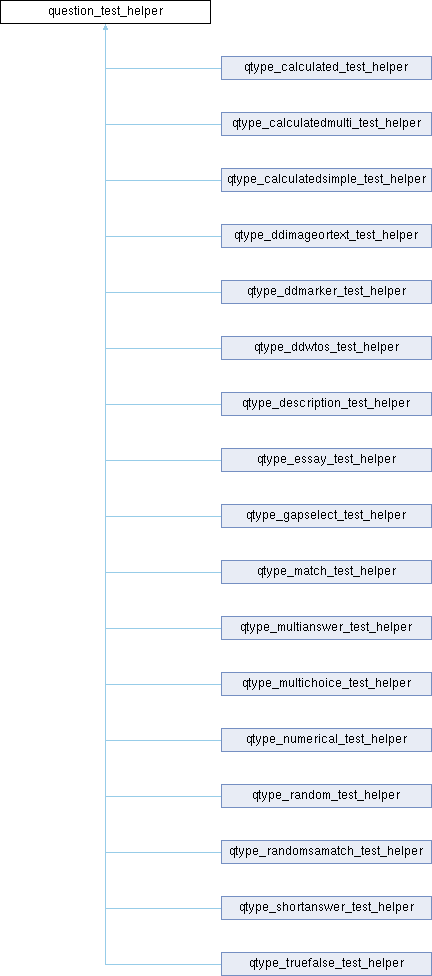 question_test_helper
qtype_calculated_test_helper
qtype_calculatedmulti_test_helper
qtype_calculatedsimple_test_helper
qtype_ddimageortext_test_helper
qtype_ddmarker_test_helper
qtype_ddwtos_test_helper
qtype_description_test_helper
qtype_essay_test_helper
qtype_gapselect_test_helper
qtype_match_test_helper
qtype_multianswer_test_helper
qtype_multichoice_test_helper
qtype_numerical_test_helper
qtype_random_test_helper
qtype_randomsamatch_test_helper
qtype_shortanswer_test_helper
qtype_truefalse_test_helper